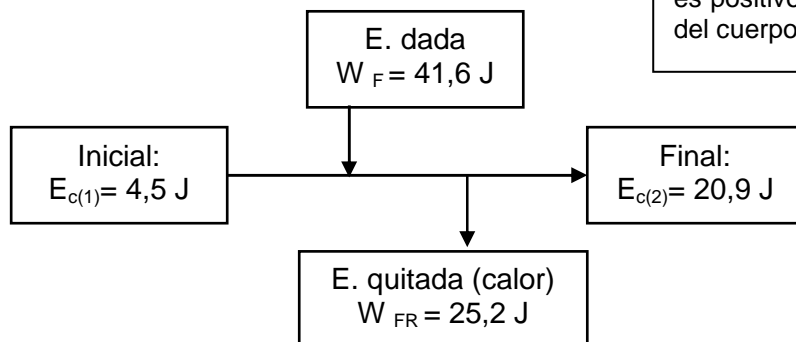 es positivo
del cuerpo
E. dada
W F = 41,6 J
Inicial:
Ec(1)= 4,5 J
Final:
Ec(2)= 20,9 J
E. quitada (calor)
W FR = 25,2 J